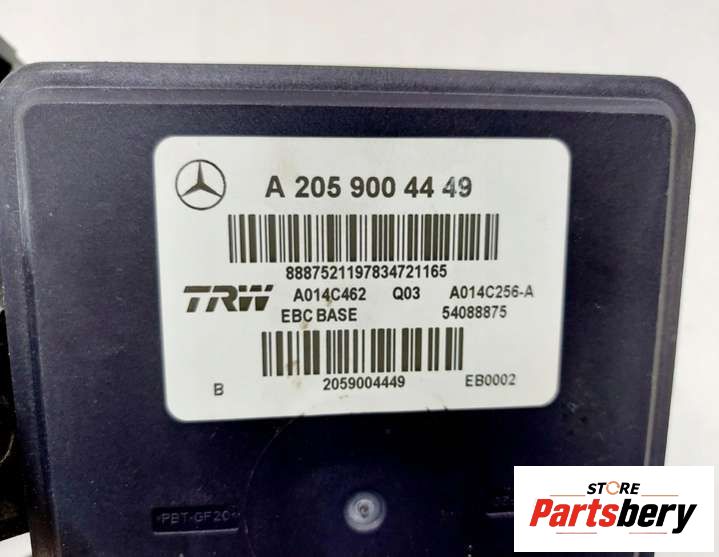 A 205 900 44 49
8887521197834721165
TRW A014C462 Q03 A014C256-A
EBC BASE 54088875
B 2059004449 EB0002
>PBT-GF20<
STORE
Partsbery